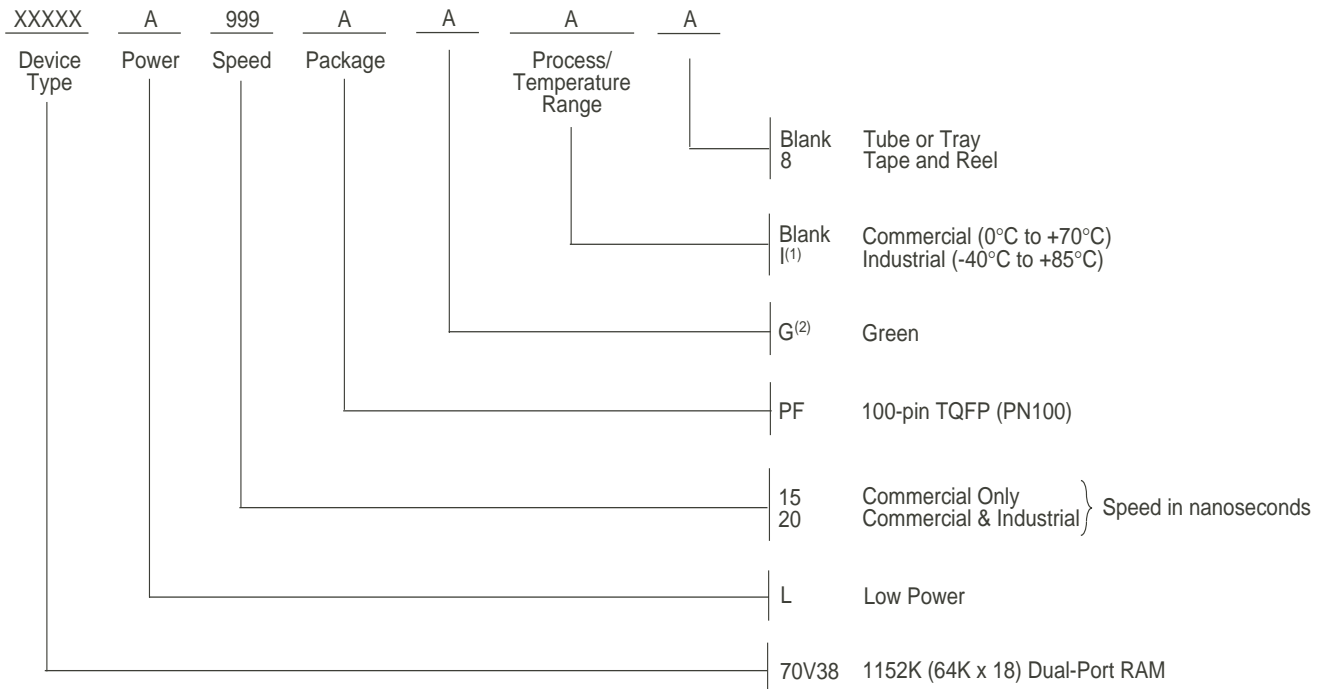 XXXXX A 999 A A A A
Device Type Power Speed Package Process/ Temperature Range
Blank Tube or Tray
8 Tape and Reel
Blank Commercial (0°C to +70°C)
I(1) Industrial (-40°C to +85°C)
G(2) Green
PF 100-pin TQFP (PN100)
15 Commercial Only
20 Commercial & Industrial
Speed in nanoseconds
L Low Power
70V38 1152K (64K x 18) Dual-Port RAM